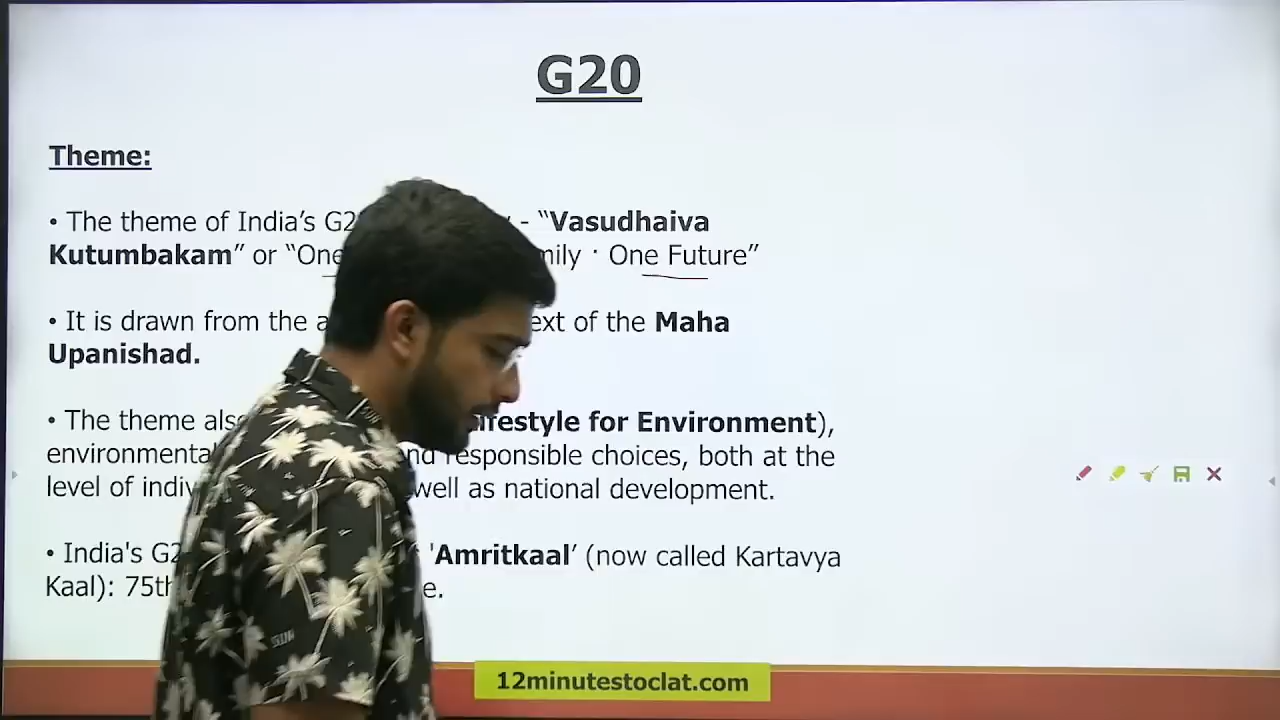 G20
Theme:
• The theme of India's G2 - “Vasudhaiva
Kutumbakam” or “One mily · One Future”
• It is drawn from the a ext of the Maha
Upanishad.
• The theme also ifestyle for Environment),
environmental nd responsible choices, both at the
level of indiv well as national development.
• India's G2 'Amritkaal’ (now called Kartavya
Kaal): 75th e.
12minutestoclat.com